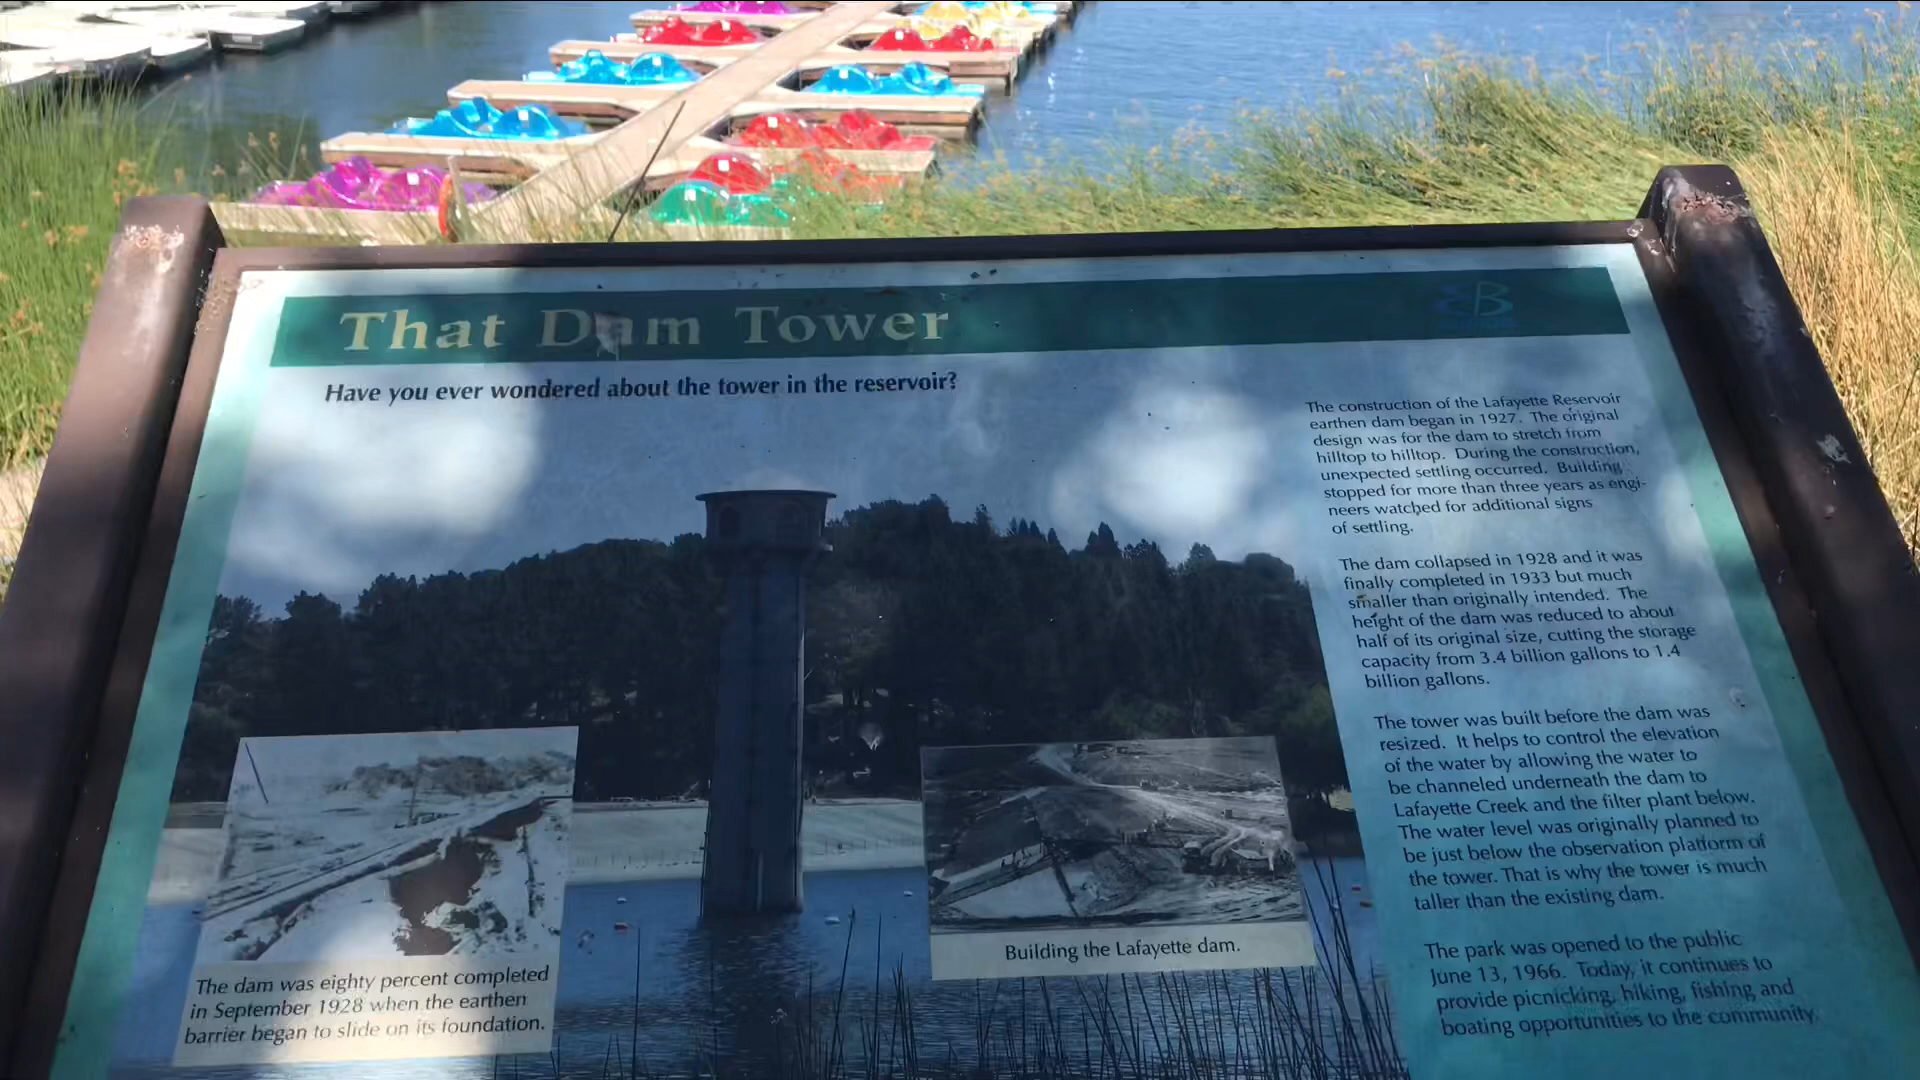 That Dam Tower
Have you ever wondered about the tower in the reservoir?
The construction of the Lafayette Reservoir
earthen dam began in 1927. The original
design was for the dam to stretch from
hilltop to hilltop. During the construction,
unexpected settling occurred. Building
stopped for more than three years as engi-
neers watched for additional signs
of settling.
The dam collapsed in 1928 and it was
finally completed in 1933 but much
smaller than originally intended. The
height of the dam was reduced to about
half of its original size, cutting the storage
capacity from 3.4 billion gallons to 1.4
billion gallons.
The tower was built before the dam was
resized. It helps to control the elevation
of the water by allowing the water to
be channeled underneath the dam to
Lafayette Creek and the filter plant below.
The water level was originally planned to
be just below the observation platform of
the tower. That is why the tower is much
taller than the existing dam.
The park was opened to the public
June 13, 1966. Today, it continues to
provide picnicking, hiking, fishing and
boating opportunities to the community.
The dam was eighty percent completed
in September 1928 when the earthen
barrier began to slide on its foundation.
Building the Lafayette dam.